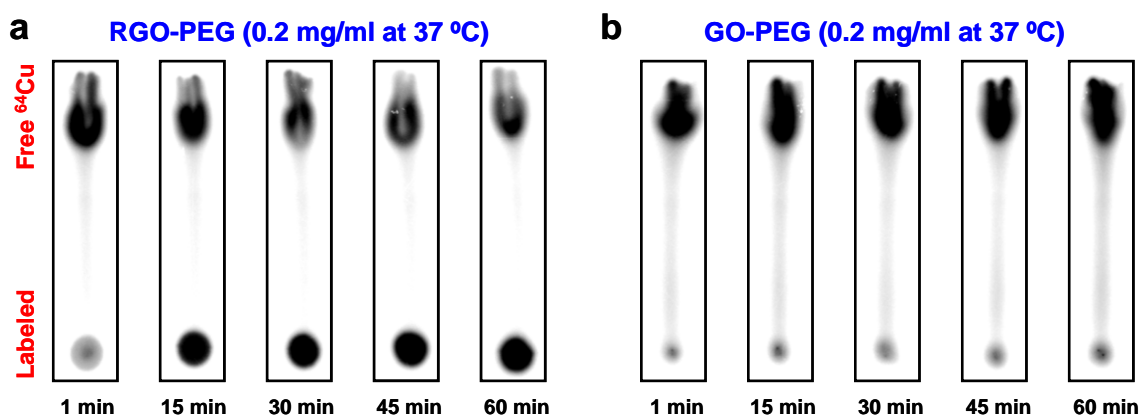 a
RGO-PEG (0.2 mg/ml at 37 ⁰C)
Free ⁶⁴Cu
Labeled
1 min
15 min
30 min
45 min
60 min
b
GO-PEG (0.2 mg/ml at 37 ⁰C)
1 min
15 min
30 min
45 min
60 min